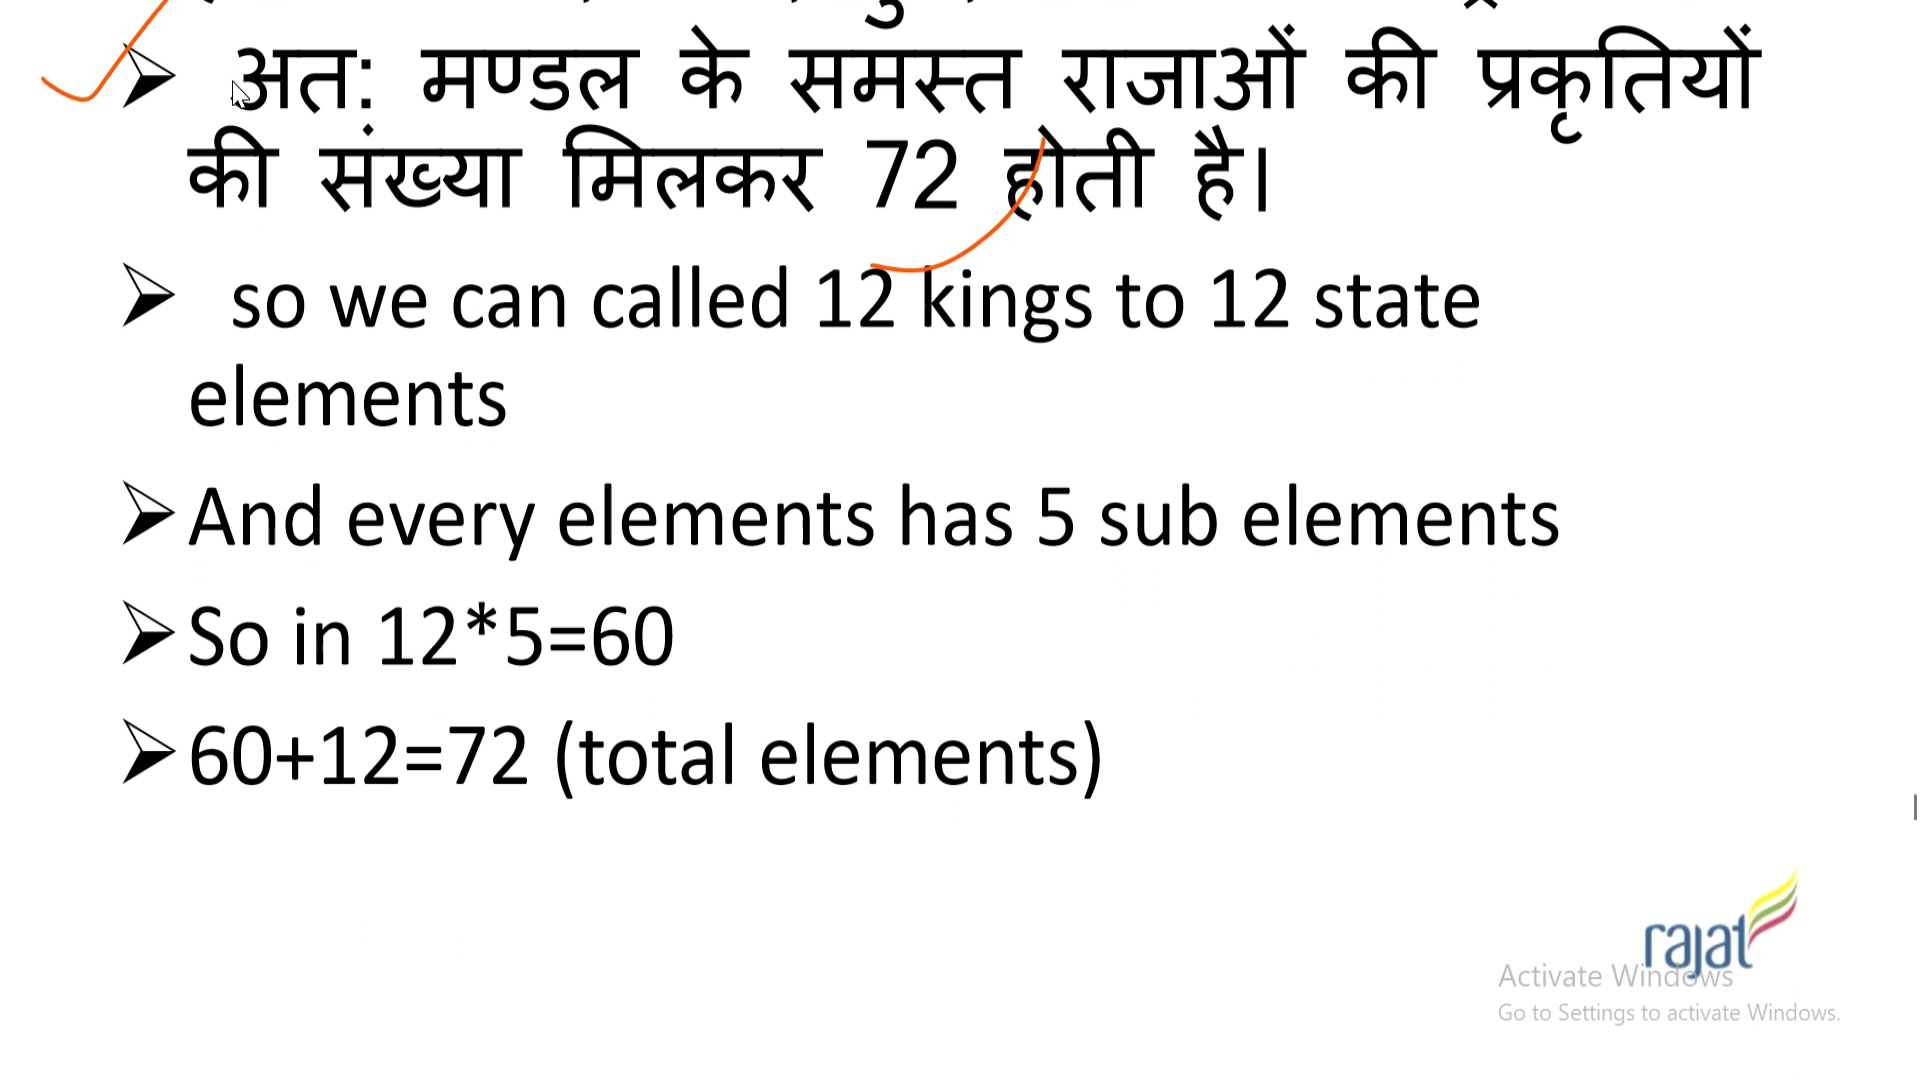 ➢ अत: मण्डल के समस्त राजाओं की प्रकृतियों
की संख्या मिलकर 72 होती है।
➢ so we can called 12 kings to 12 state
elements
➢ And every elements has 5 sub elements
➢ So in 12*5=60
➢ 60+12=72 (total elements)
rajat
Activate Windows
Go to Settings to activate Windows.